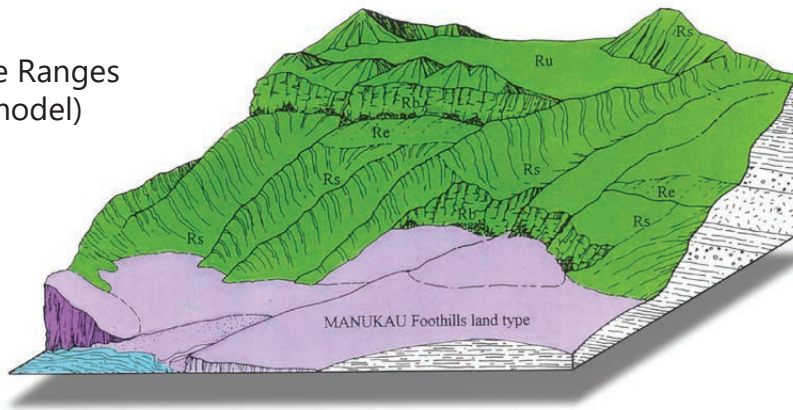 e Ranges
model)
Rs
Ru
Rb
Re
Rs
Rs
Re
Rb
Rs
Rs
MANUKAU Foothills land type